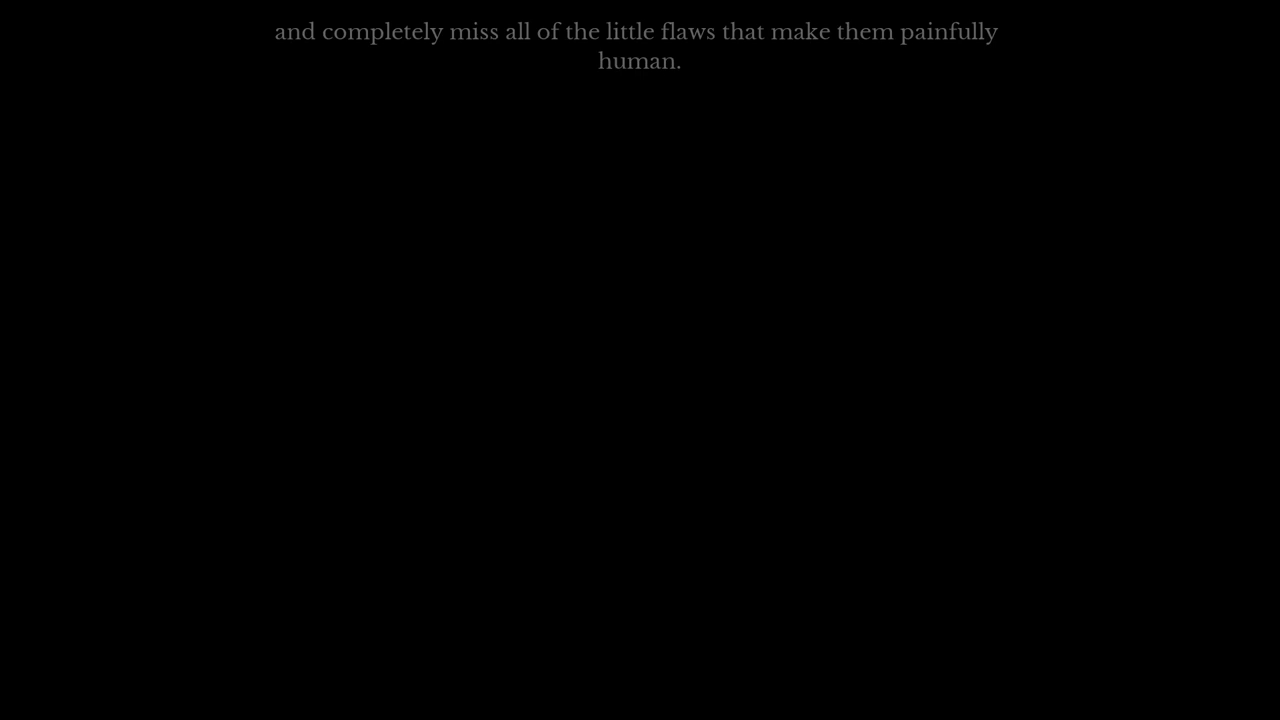 and completely miss all of the little flaws that make them painfully
human.